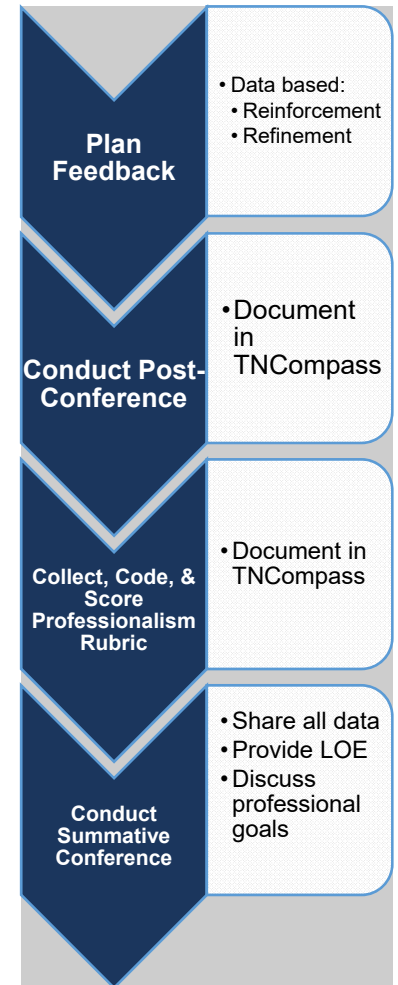 Plan
Feedback
• Data based:
• Reinforcement
• Refinement
Conduct Post-
Conference
• Document
in
TNCompass
Collect, Code, &
Score
Professionalism
Rubric
• Document in
TNCompass
Conduct
Summative
Conference
• Share all data
• Provide LOE
• Discuss
professional
goals